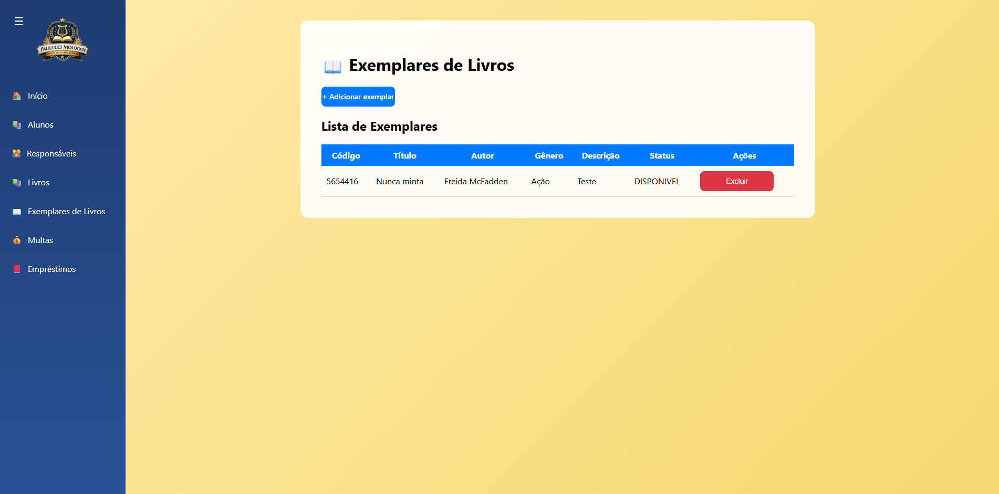 ☰
PAULUCCI MOLODOY
Início
Alunos
Responsáveis
Livros
Exemplares de Livros
Multas
Empréstimos
Exemplares de Livros
+ Adicionar exemplar
Lista de Exemplares
Código Título Autor Gênero Descrição Status Ações
5654416 Nunca minta Freida McFadden Ação Teste DISPONIVEL Excluir